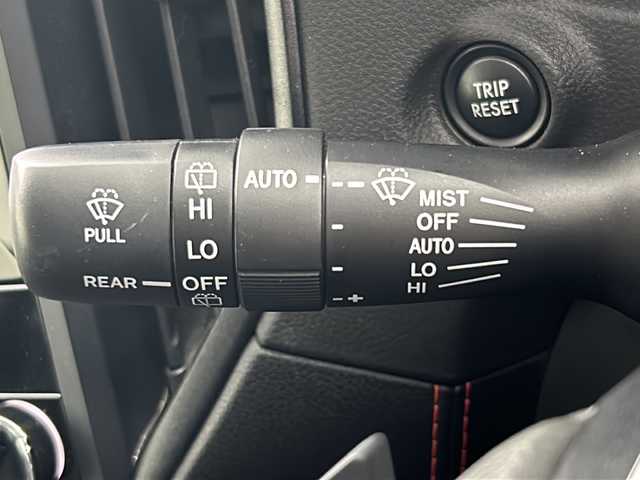 TRIP
RESET
PULL
REAR
HI
LO
OFF
AUTO
MIST
OFF
AUTO
LO
HI
- +